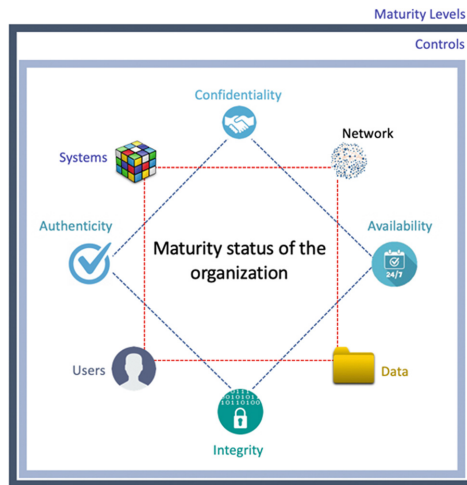 Maturity Levels
Controls
Confidentiality
Network
Systems
Authenticity
Availability
Maturity status of the
organization
24/7
Users
Data
Integrity